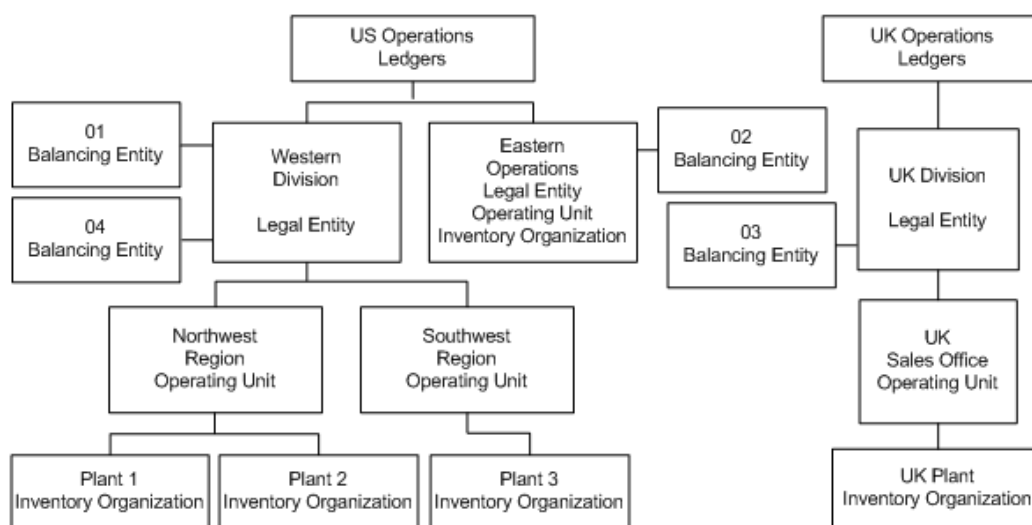 US Operations
Ledgers
UK Operations
Ledgers
01
Balancing Entity
04
Balancing Entity
Western
Division
Legal Entity
Eastern
Operations
Legal Entity
Operating Unit
Inventory Organization
02
Balancing Entity
03
Balancing Entity
UK Division
Legal Entity
Northwest
Region
Operating Unit
Southwest
Region
Operating Unit
UK
Sales Office
Operating Unit
Plant 1
Inventory Organization
Plant 2
Inventory Organization
Plant 3
Inventory Organization
UK Plant
Inventory Organization